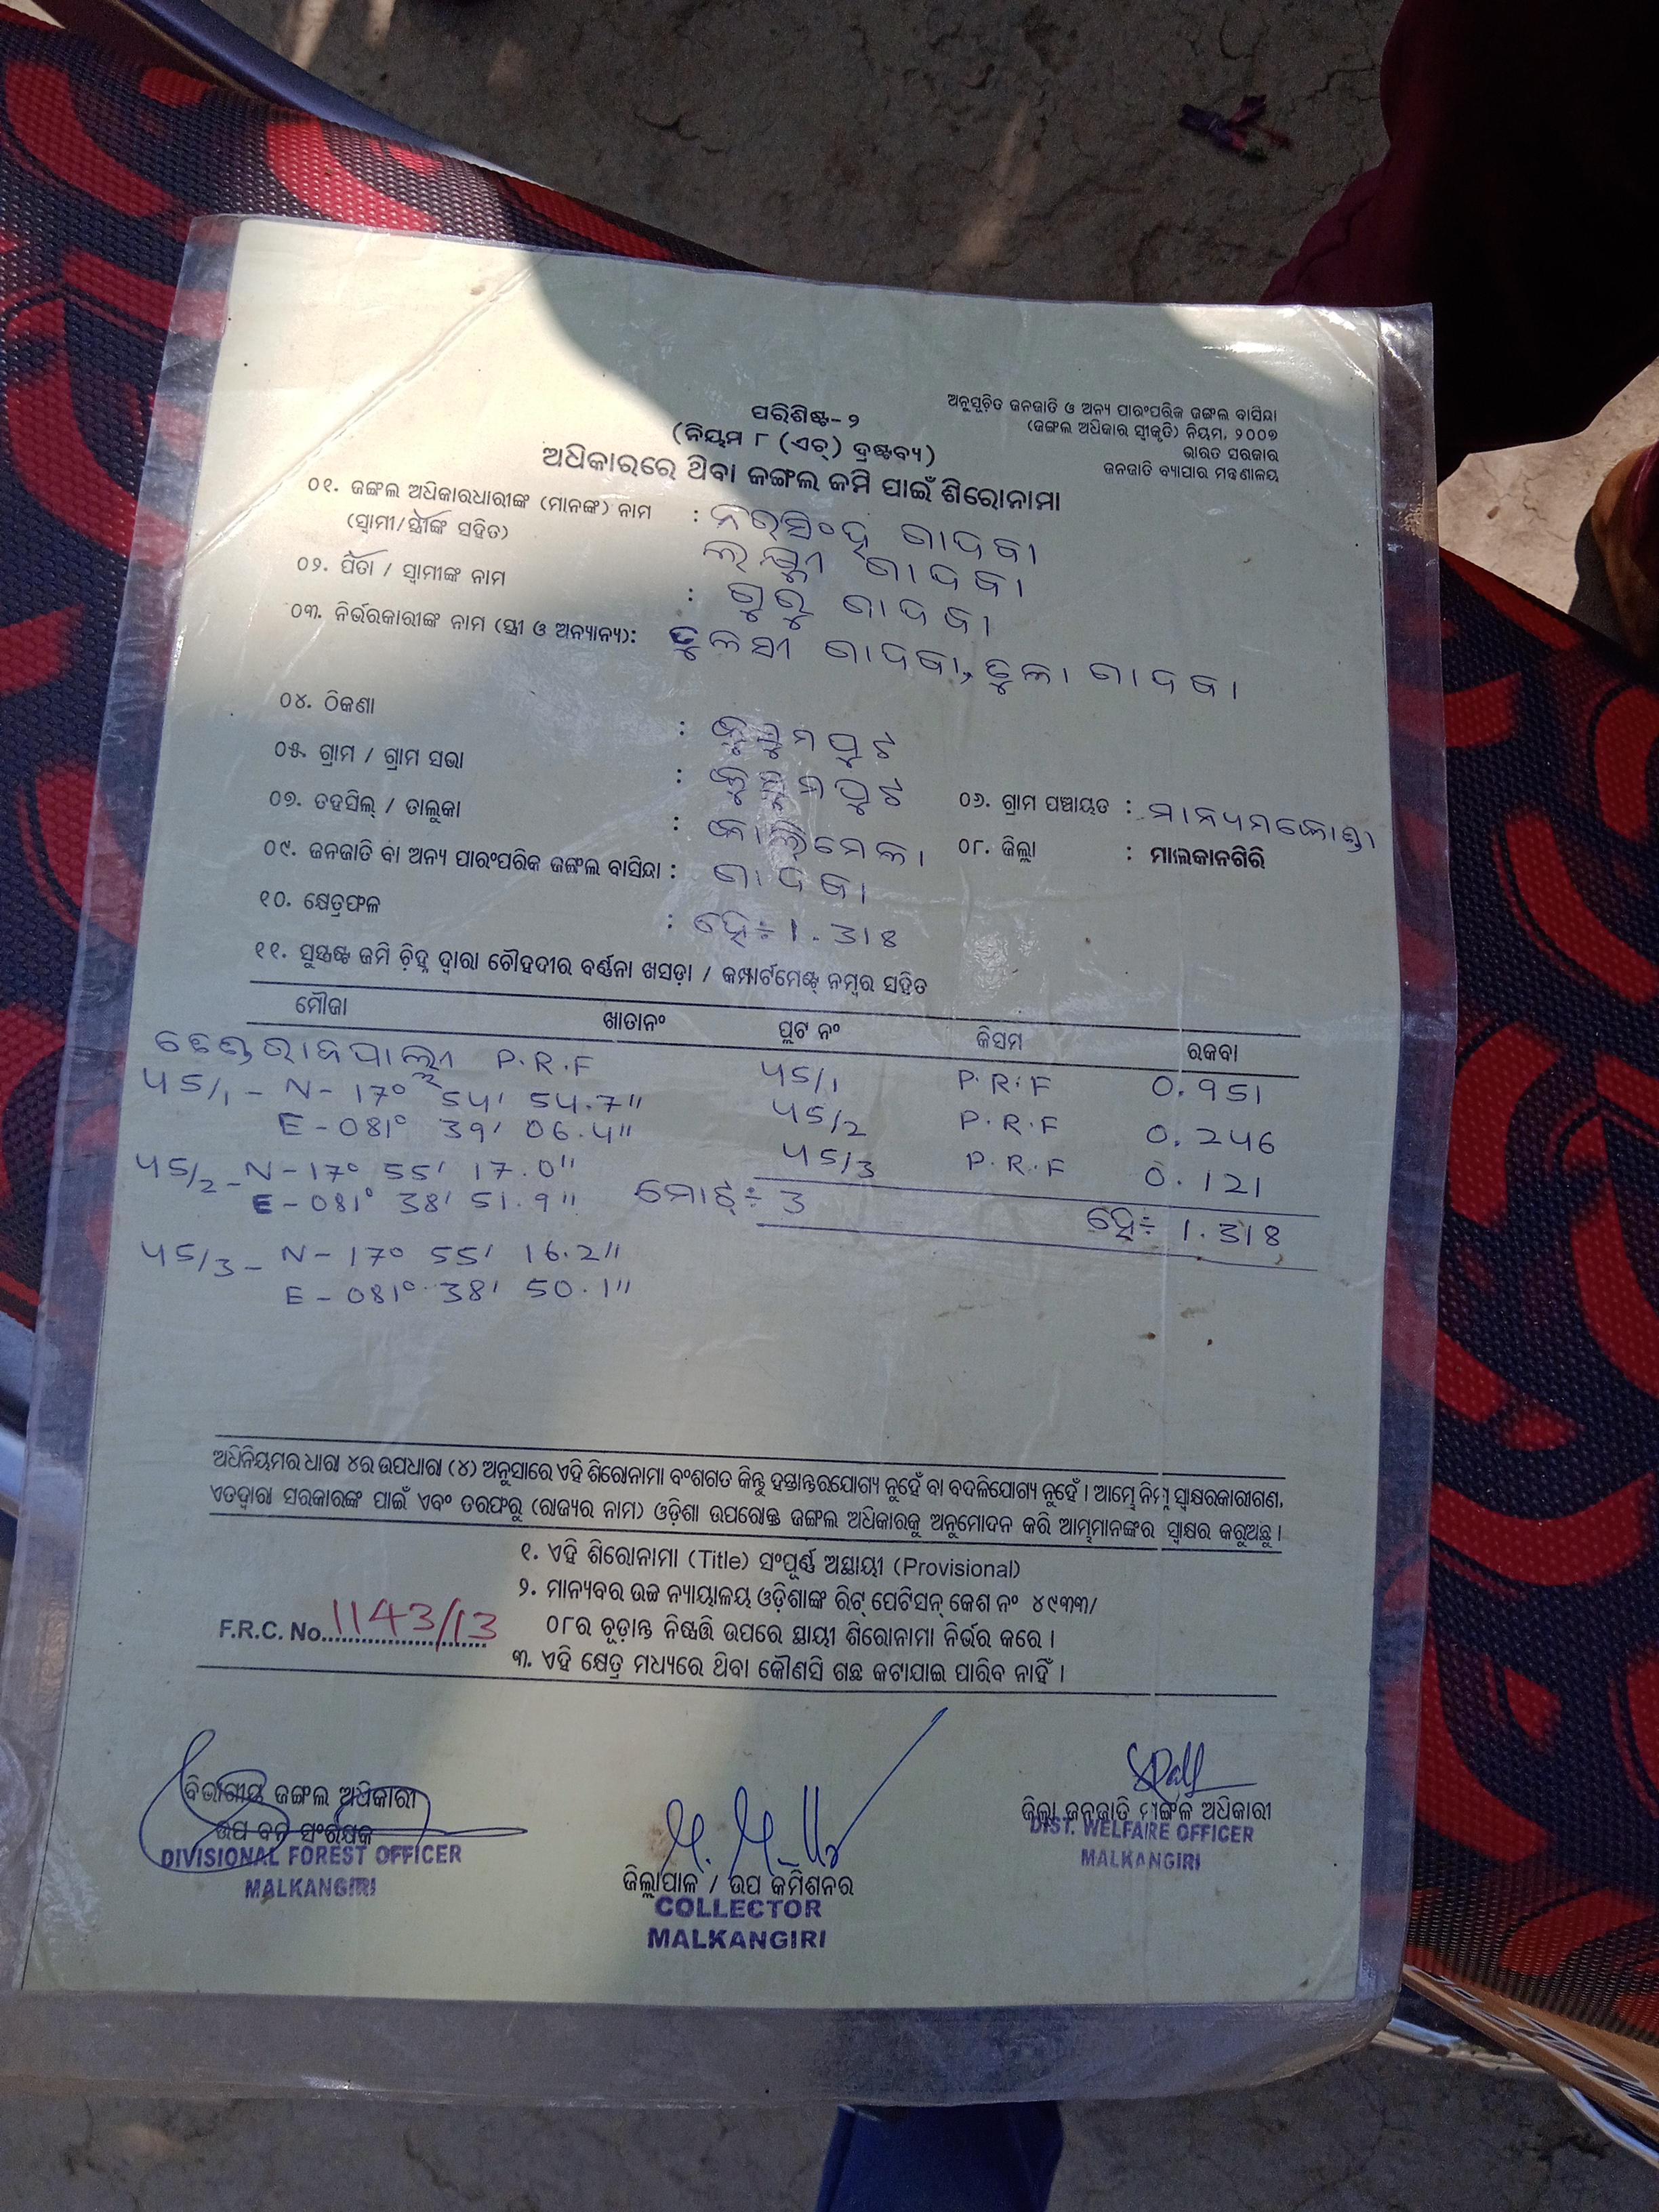 ଅନୁସୂଚିତ ଜନଜାତି ଓ ଅନ୍ୟ ପାରଂପରିକ ଜଙ୍ଗଲ ବାସିନ୍ଦା
(ଜଙ୍ଗଲ ଅଧିକାର ସ୍ୱୀକୃତି) ନିୟମ, ୨୦୦୭
ଭାରତ ସରକାର
ଜନଜାତି ବ୍ୟାପାର ମନ୍ତ୍ରଣାଳୟ
ପରିଶିଷ୍ଟ-୨
(ନିୟମ ୮ (ଏଚ୍) ଦ୍ରଷ୍ଟବ୍ୟ)
ଅଧିକାରରେ ଥିବା ଜଙ୍ଗଲ ଜମି ପାଇଁ ଶିରୋନାମା
୦୧. ଜଙ୍ଗଲ ଅଧିକାରଧାରୀଙ୍କ (ମାନଙ୍କ) ନାମ : ନରସିଂହ ଗାଦବା
(ସ୍ୱାମୀ/ସ୍ତ୍ରୀଙ୍କ ସହିତ) ଲକ୍ଷ୍ମୀ ଗାଦବା
୦୨. ପିତା / ସ୍ୱାମୀଙ୍କ ନାମ : ଗୁରୁ ଗାଦବା
୦୩. ନିର୍ଭରକାରୀଙ୍କ ନାମ (ସ୍ତ୍ରୀ ଓ ଅନ୍ୟାନ୍ୟ): ତୁଳସୀ ଗାଦବା, ତୁଳା ଗାଦବା
୦୪. ଠିକଣା : କୁସୁମପୁଟ
୦୫. ଗ୍ରାମ / ଗ୍ରାମ ସଭା : କୁସୁମପୁଟ ୦୬. ଗ୍ରାମ ପଞ୍ଚାୟତ : ମାନ୍ୟମକୋଣ୍ଡା
୦୭. ତହସିଲ୍ / ତାଲୁକା : କାଲିମେଳା ୦୮. ଜିଲ୍ଲା : ମାଲକାନଗିରି
୦୯. ଜନଜାତି ବା ଅନ୍ୟ ପାରଂପରିକ ଜଙ୍ଗଲ ବାସିନ୍ଦା : ଗାଦବା
୧୦. କ୍ଷେତ୍ରଫଳ : ହେ÷ 1.318
୧୧. ସୁସ୍ପଷ୍ଟ ଜମି ଚିହ୍ନ ଦ୍ୱାରା ଚୌହଦୀର ବର୍ଣ୍ଣନା ଖସଡ଼ା / କମ୍ପାର୍ଟମେଣ୍ଟ ନମ୍ବର ସହିତ
ମୌଜା ଖାତାନଂ ପ୍ଲଟ ନଂ କିସମ ରକବା
P.R.F 45/1 P.R.F 0.951
45/1 - N - 17° 54' 54.7"
E - 081° 39' 06.4" 45/2 P.R.F 0.246
45/2 - N - 17° 55' 17.0" 45/3 P.R.F 0.121
E - 081° 38' 51.9" ମୋଟ୍ ÷ 3 ହେ÷ 1.318
45/3 - N - 17° 55' 16.2"
E - 081° 38' 50.1"
ଅଧିନିୟମର ଧାରା ୪ର ଉପଧାରା (୪) ଅନୁସାରେ ଏହି ଶିରୋନାମା ବଂଶଗତ କିନ୍ତୁ ହସ୍ତାନ୍ତରଯୋଗ୍ୟ ନୁହେଁ ବା ବଦଳିଯୋଗ୍ୟ ନୁହେଁ । ଆମ୍ଭେ ନିମ୍ନ ସ୍ୱାକ୍ଷରକାରୀଗଣ,
ଏତଦ୍ଦ୍ୱାରା ସରକାରଙ୍କ ପାଇଁ ଏବଂ ତରଫରୁ (ରାଜ୍ୟର ନାମ) ଓଡ଼ିଶା ଉପରୋକ୍ତ ଜଙ୍ଗଲ ଅଧିକାରକୁ ଅନୁମୋଦନ କରି ଆମ୍ଭମାନଙ୍କର ସ୍ୱାକ୍ଷର କରୁଅଛୁ ।
୧. ଏହି ଶିରୋନାମା (Title) ସଂପୂର୍ଣ୍ଣ ଅସ୍ଥାୟୀ (Provisional)
୨. ମାନ୍ୟବର ଉଚ୍ଚ ନ୍ୟାୟାଳୟ ଓଡ଼ିଶାଙ୍କ ରିଟ୍ ପେଟିସନ୍ କେଶ ନଂ ୪୯୩୩/
୦୮ର ଚୂଡ଼ାନ୍ତ ନିଷ୍ପତ୍ତି ଉପରେ ସ୍ଥାୟୀ ଶିରୋନାମା ନିର୍ଭର କରେ ।
F.R.C. No. 1143/13
୩. ଏହି କ୍ଷେତ୍ର ମଧ୍ୟରେ ଥିବା କୌଣସି ଗଛ କଟାଯାଇ ପାରିବ ନାହିଁ ।
ବିଭାଗୀୟ ଜଙ୍ଗଲ ଅଧିକାରୀ
ଉପ ବନ ସଂରକ୍ଷକ
DIVISIONAL FOREST OFFICER
MALKANGIRI
ଜିଲ୍ଲାପାଳ / ଉପ କମିଶନର
COLLECTOR
MALKANGIRI
ଜିଲ୍ଲା ଜନଜାତି ମଙ୍ଗଳ ଅଧିକାରୀ
DIST. WELFAIRE OFFICER
MALKANGIRI